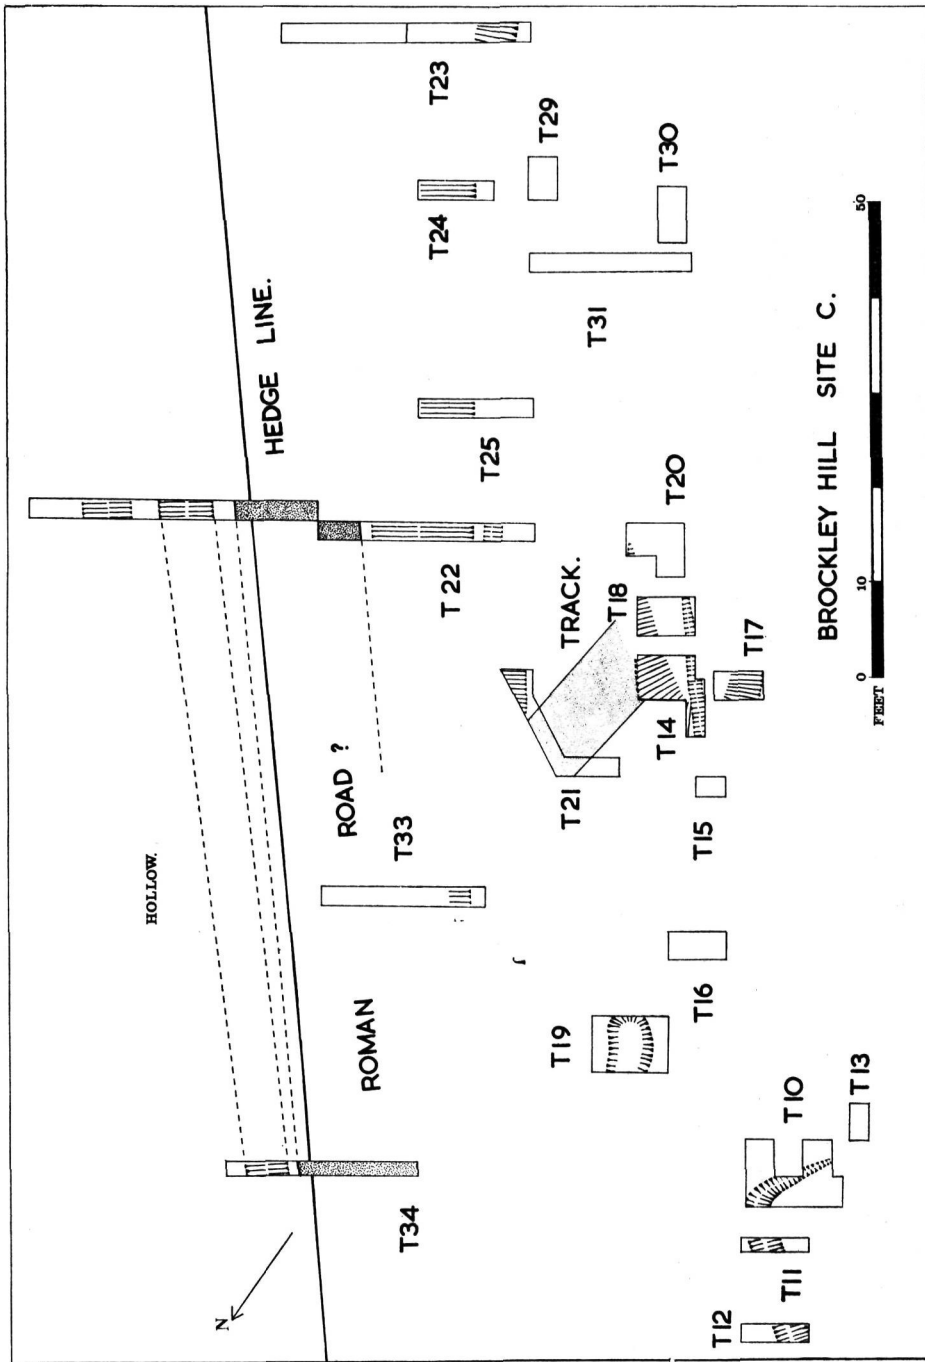 HOLLOW.
HEDGE LINE.
ROMAN ROAD ?
TRACK.
N
T34
T33
T22
T25
T24
T23
T29
T30
T31
T20
T18
T17
T14
T21
T15
T16
T19
T13
T10
T11
T12
BROCKLEY HILL SITE C.
FEET
0 10 50